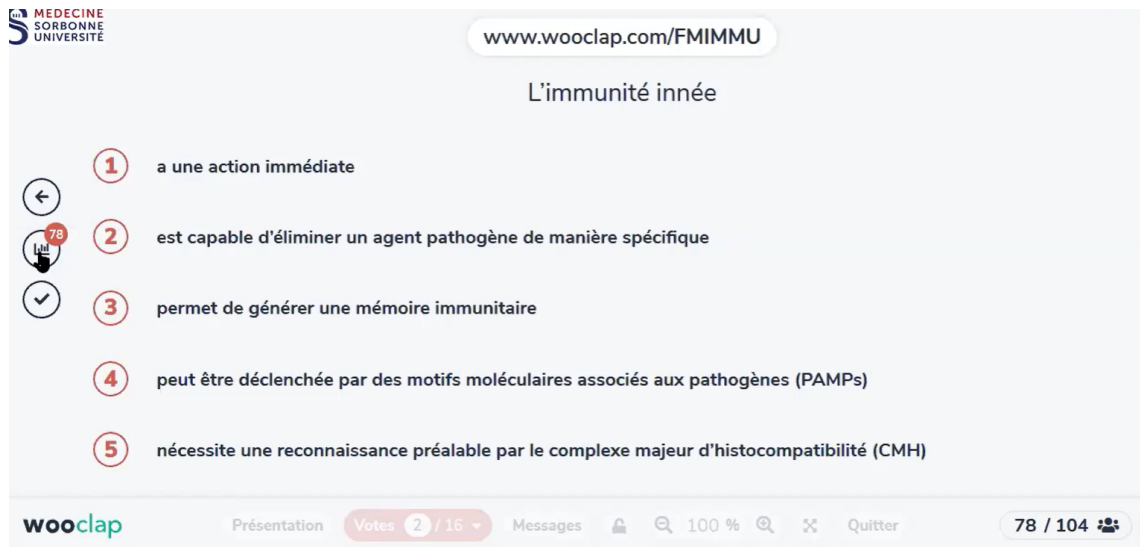 MEDECINE
SORBONNE
UNIVERSITÉ
www.wooclap.com/FMIMMU
L'immunité innée
1 a une action immédiate
78
2 est capable d'éliminer un agent pathogène de manière spécifique
3 permet de générer une mémoire immunitaire
4 peut être déclenchée par des motifs moléculaires associés aux pathogènes (PAMPs)
5 nécessite une reconnaissance préalable par le complexe majeur d'histocompatibilité (CMH)
wooclap Présentation Votes 2 / 16 Messages 100 % Quitter 78 / 104